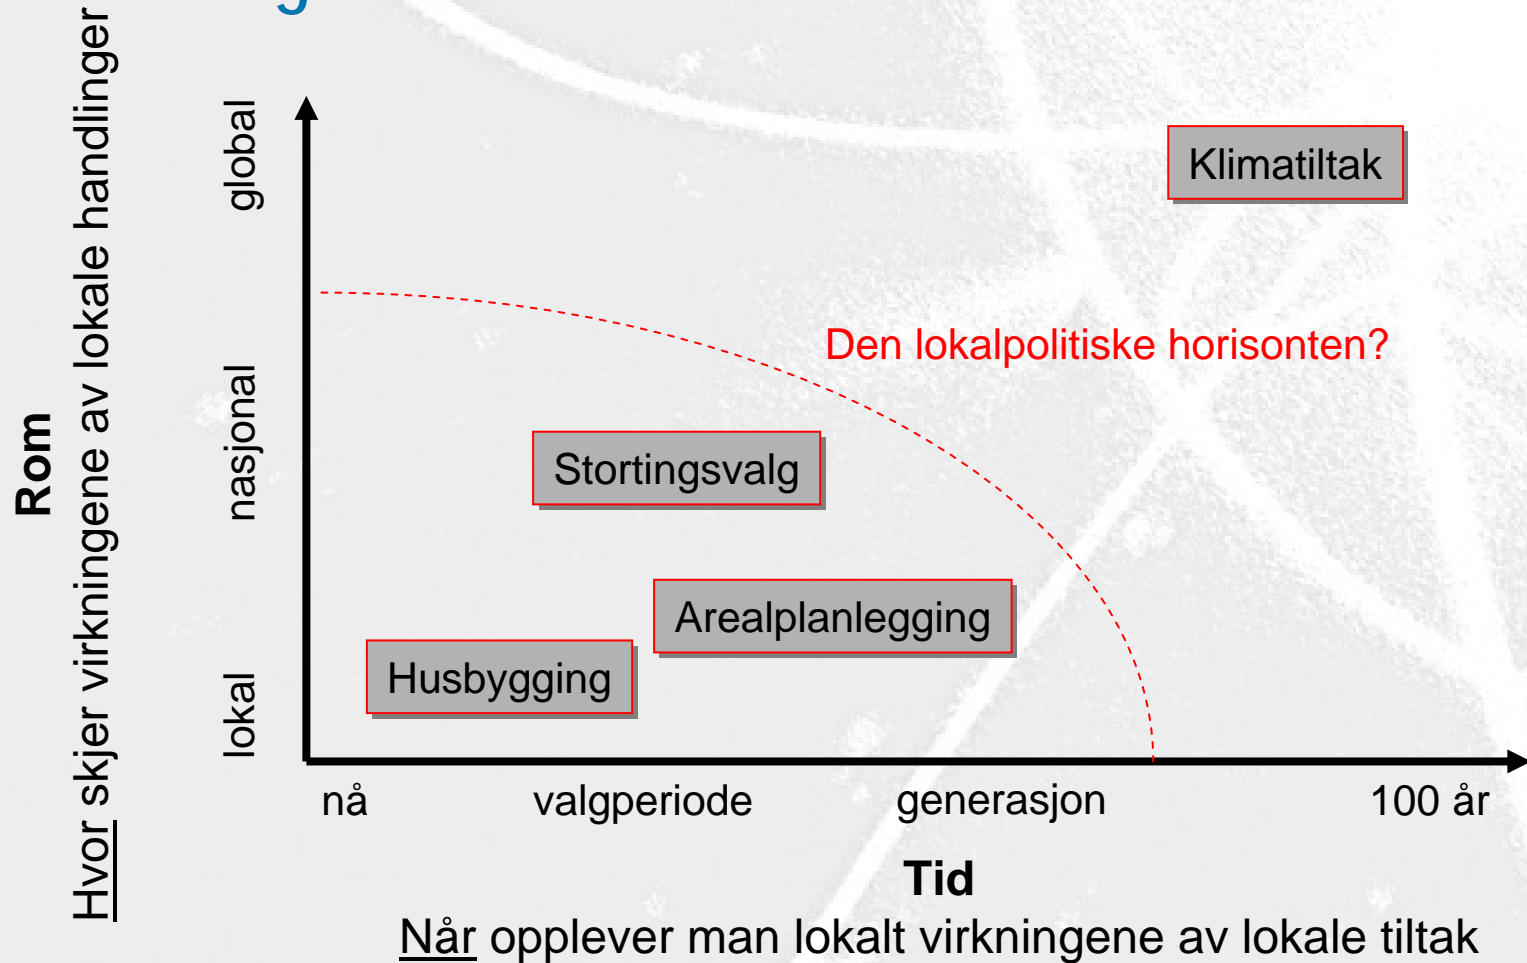 Rom
Hvor skjer virkningene av lokale handlinger
global
nasjonal
lokal
Klimatiltak
Den lokalpolitiske horisonten?
Stortingsvalg
Arealplanlegging
Husbygging
nå
valgperiode
generasjon
100 år
Tid
Når opplever man lokalt virkningene av lokale tiltak